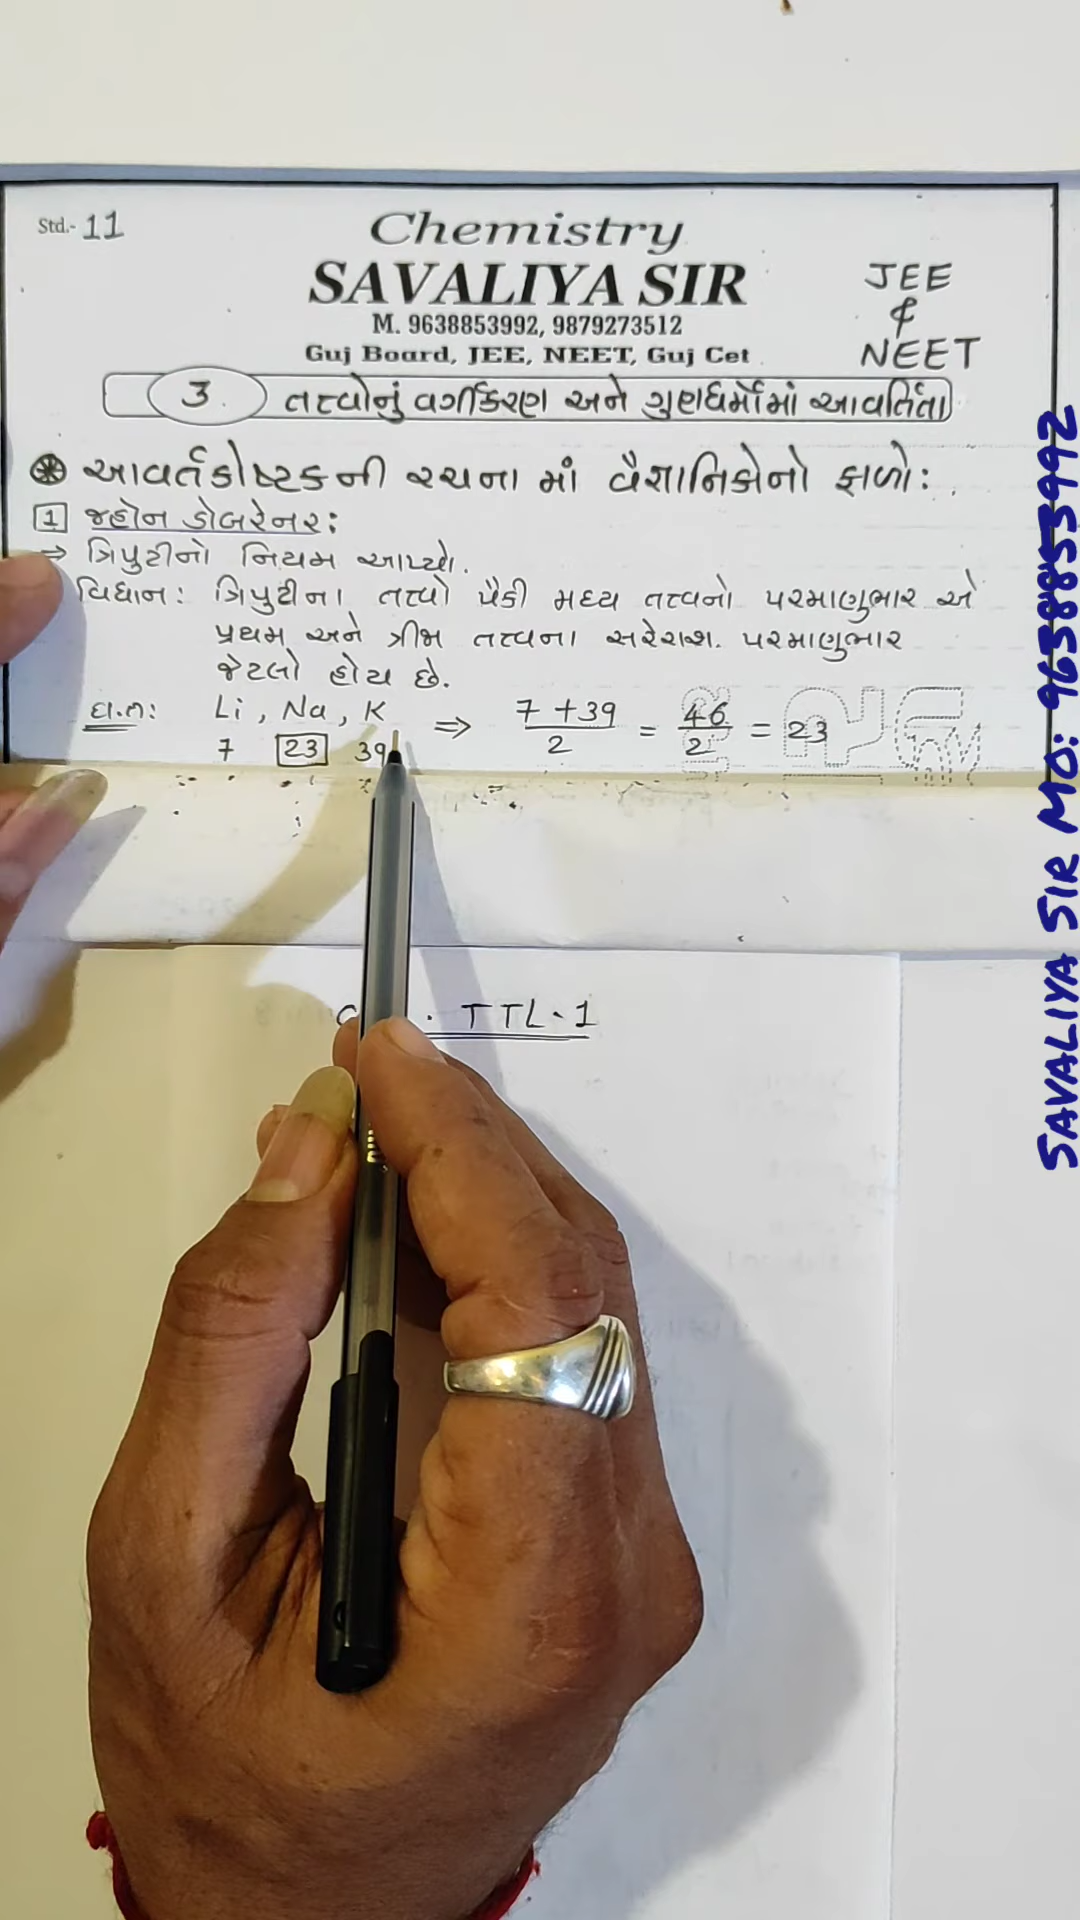 Std.- 11
Chemistry
SAVALIYA SIR
M. 9638853992, 9879273512
Guj Board, JEE, NEET, Guj Cet
JEE
&
NEET
3. તત્ત્વોનું વર્ગીકરણ અને ગુણધર્મોમાં આવર્તિતા
આવર્તકોષ્ટકની રચના માં વૈજ્ઞાનિકોનો ફાળો:
1 જ્હોન ડોબરેનર:
⇒ ત્રિપુટીનો નિયમ આપ્યો.
વિધાન: ત્રિપુટીના તત્વો પૈકી મધ્ય તત્વનો પરમાણુભાર એ
પ્રથમ અને ત્રીજા તત્વના સરેરાશ પરમાણુભાર
જેટલો હોય છે.
દા.ત: Li, Na, K ⇒ 7+39/2 = 46/2 = 23
7 23 39
TTL.1
SAVALIYA SIR MO: 9638853992